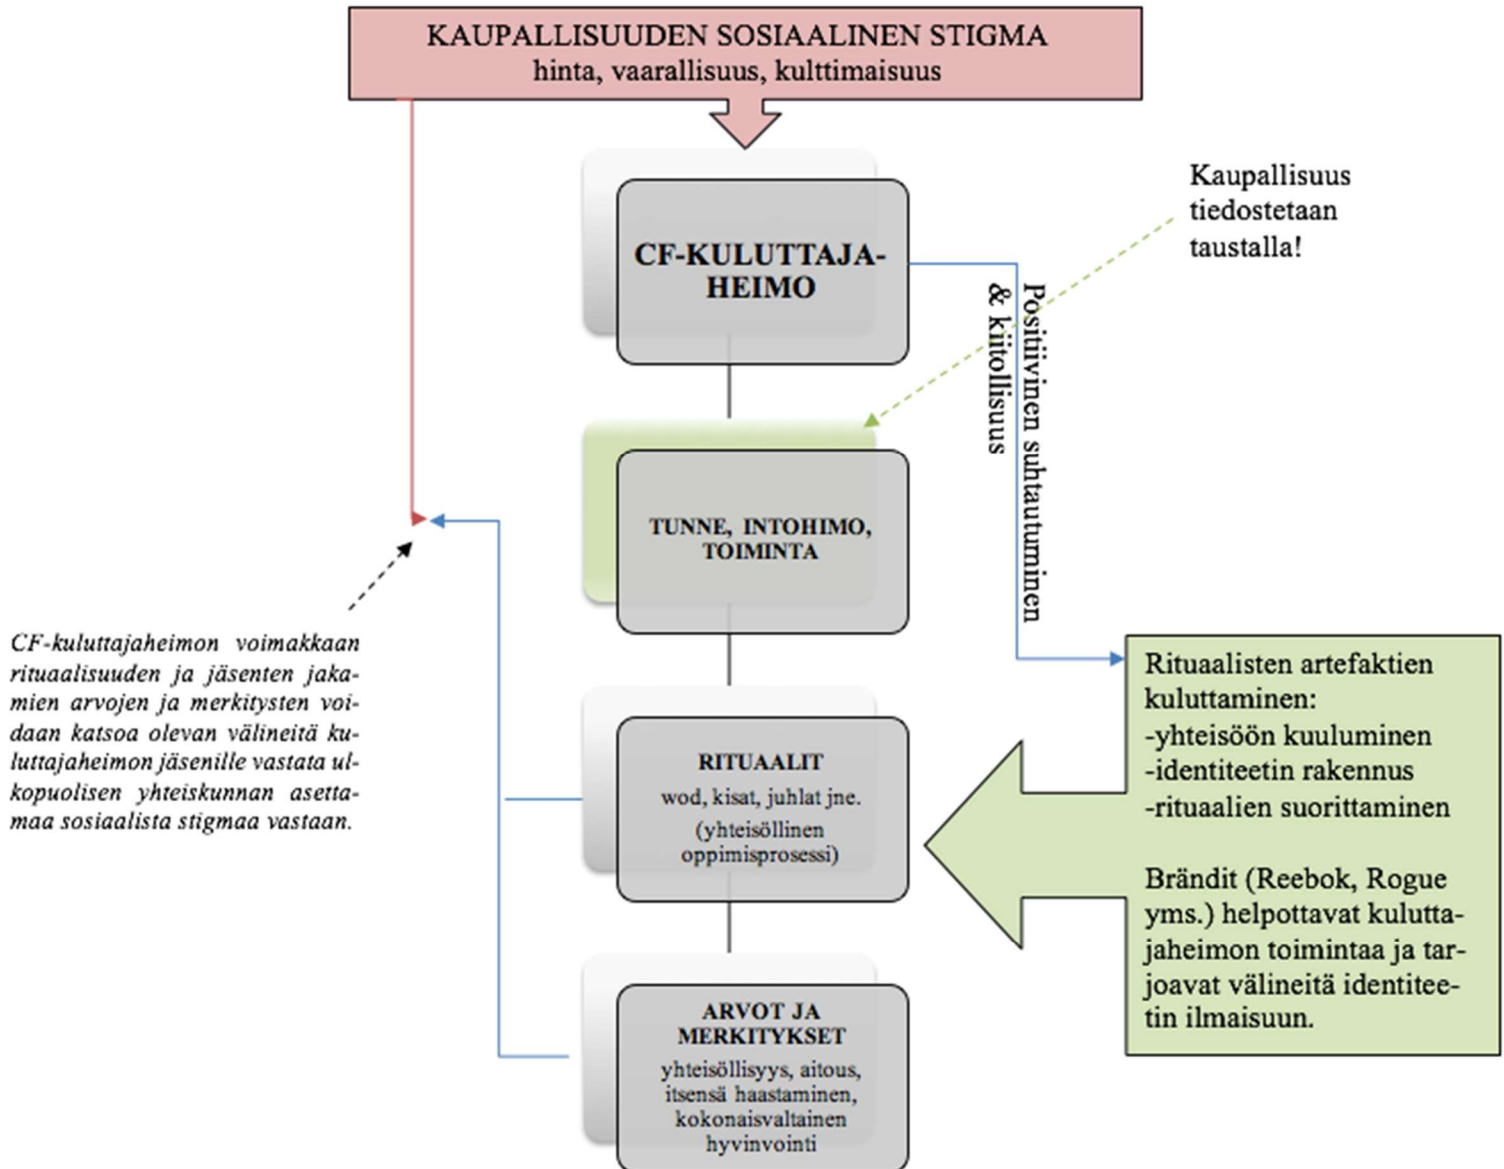 KAUPALLISUUDEN SOSIAALINEN STIGMA
hinta, vaarallisuus, kulttimaisuus
Kaupallisuus
tiedostetaan
taustalla!
CF-KULUTTAJA-
HEIMO
Positiivinen suhtautuminen
& kiitollisuus
TUNNE, INTOHIMO,
TOIMINTA
CF-kuluttajaheimon voimakkaan
rituaalisuuden ja jäsenten jaka-
mien arvojen ja merkitysten voi-
daan katsoa olevan välineitä ku-
luttajaheimon jäsenille vastata ul-
kopuolisen yhteiskunnan asetta-
maa sosiaalista stigmaa vastaan.
RITUAALIT
wod, kisat, juhlat jne.
(yhteisöllinen
oppimisprosessi)
Rituaalisten artefaktien
kuluttaminen:
-yhteisöön kuuluminen
-identiteetin rakennus
-rituaalien suorittaminen
Brändit (Reebok, Rogue
yms.) helpottavat kulutta-
jaheimon toimintaa ja tar-
joavat välineitä identitee-
tin ilmaisuun.
ARVOT JA
MERKITYKSET
yhteisöllisyys, aitous,
itsensä haastaminen,
kokonaisvaltainen
hyvinvointi